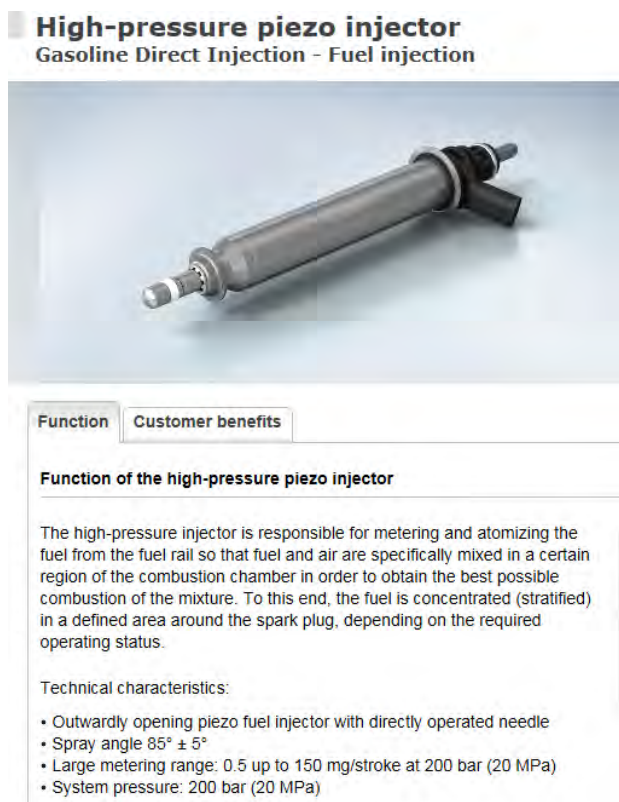 High-pressure piezo injector
Gasoline Direct Injection - Fuel injection
Function
Customer benefits
Function of the high-pressure piezo injector
The high-pressure injector is responsible for metering and atomizing the
fuel from the fuel rail so that fuel and air are specifically mixed in a certain
region of the combustion chamber in order to obtain the best possible
combustion of the mixture. To this end, the fuel is concentrated (stratified)
in a defined area around the spark plug, depending on the required
operating status.
Technical characteristics:
• Outwardly opening piezo fuel injector with directly operated needle
• Spray angle 85° ± 5°
• Large metering range: 0.5 up to 150 mg/stroke at 200 bar (20 MPa)
• System pressure: 200 bar (20 MPa)